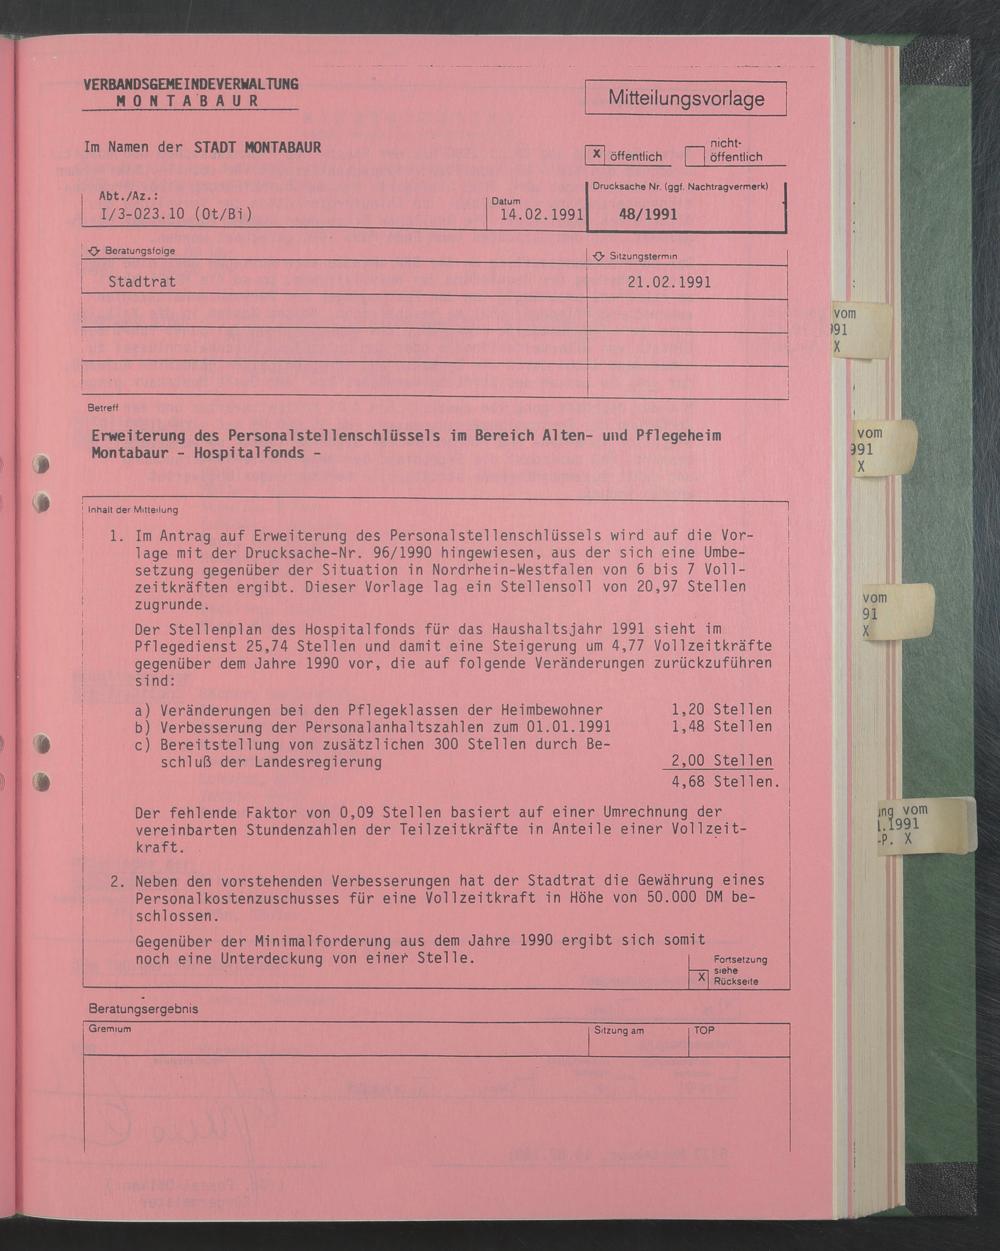 VERBANDSGEMEINDEVERWALTUNG
MONTABAUR
Mitteilungsvorlage
Im Namen der STADT MONTABAUR
X öffentlich
nicht-
öffentlich
Abt./Az.:
I/3-023.10 (Ot/Bi)
Datum
14.02.1991
Drucksache Nr. (ggf. Nachtragvermerk)
48/1991
Beratungsfolge
Sitzungstermin
Stadtrat
21.02.1991
Betreff
Erweiterung des Personalstellenschlüssels im Bereich Alten- und Pflegeheim
Montabaur - Hospitalfonds -
Inhalt der Mitteilung
1. Im Antrag auf Erweiterung des Personalstellenschlüssels wird auf die Vor-
lage mit der Drucksache-Nr. 96/1990 hingewiesen, aus der sich eine Umbe-
setzung gegenüber der Situation in Nordrhein-Westfalen von 6 bis 7 Voll-
zeitkräften ergibt. Dieser Vorlage lag ein Stellensoll von 20,97 Stellen
zugrunde.
Der Stellenplan des Hospitalfonds für das Haushaltsjahr 1991 sieht im
Pflegedienst 25,74 Stellen und damit eine Steigerung um 4,77 Vollzeitkräfte
gegenüber dem Jahre 1990 vor, die auf folgende Veränderungen zurückzuführen
sind:
a) Veränderungen bei den Pflegeklassen der Heimbewohner 1,20 Stellen
b) Verbesserung der Personalanhaltszahlen zum 01.01.1991 1,48 Stellen
c) Bereitstellung von zusätzlichen 300 Stellen durch Be-
schluß der Landesregierung 2,00 Stellen
4,68 Stellen.
Der fehlende Faktor von 0,09 Stellen basiert auf einer Umrechnung der
vereinbarten Stundenzahlen der Teilzeitkräfte in Anteile einer Vollzeit-
kraft.
2. Neben den vorstehenden Verbesserungen hat der Stadtrat die Gewährung eines
Personalkostenzuschusses für eine Vollzeitkraft in Höhe von 50.000 DM be-
schlossen.
Gegenüber der Minimalforderung aus dem Jahre 1990 ergibt sich somit
noch eine Unterdeckung von einer Stelle.
X Fortsetzung
siehe
Rückseite
Beratungsergebnis
Gremium
Sitzung am
TOP
vom
991
X
vom
991
X
vom
91
X
ung vom
1.1991
-P. X